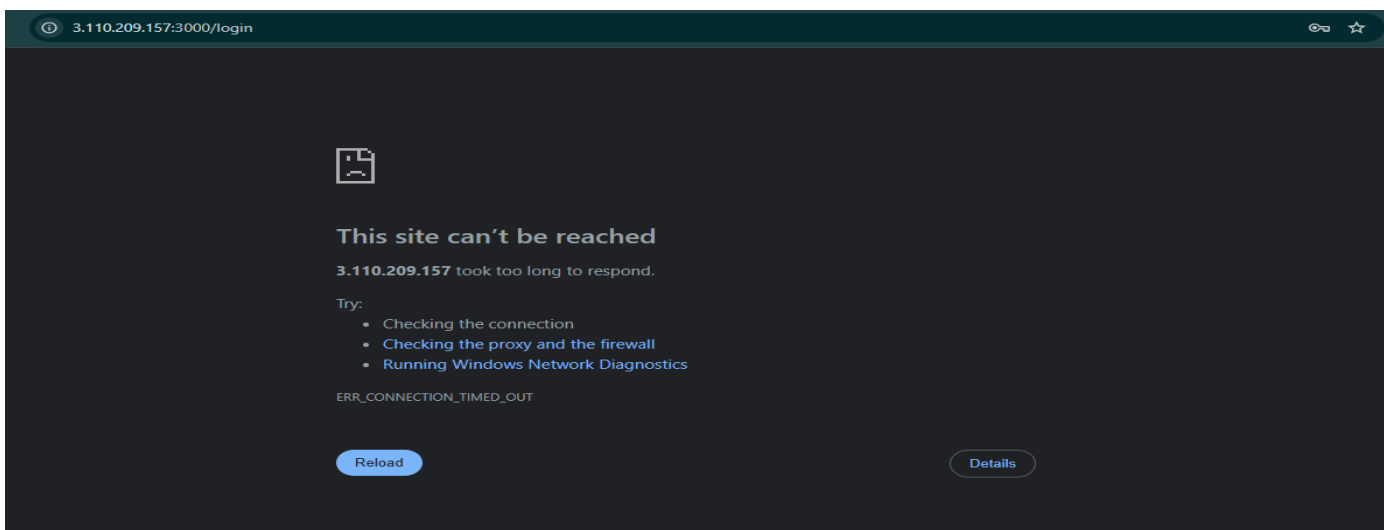 3.110.209.157:3000/login
This site can’t be reached
3.110.209.157 took too long to respond.
Try:
• Checking the connection
• Checking the proxy and the firewall
• Running Windows Network Diagnostics
ERR_CONNECTION_TIMED_OUT
Reload
Details